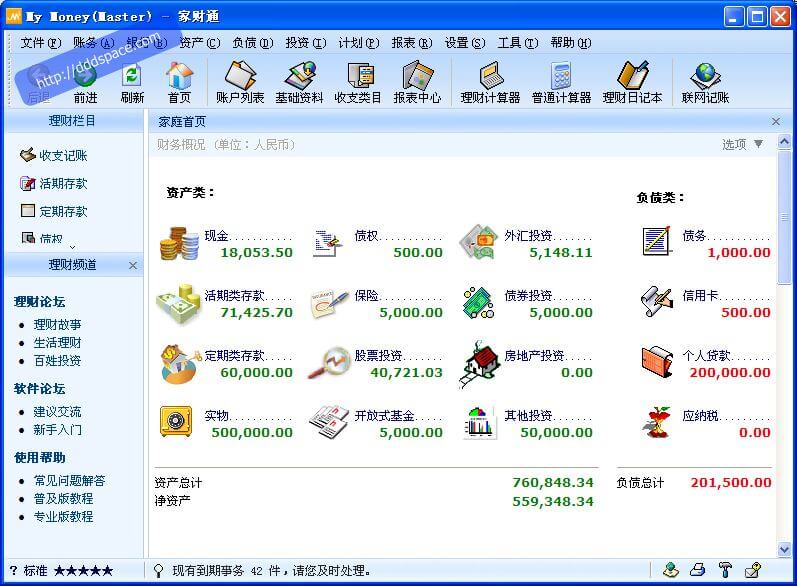 My Money(Master) - 家财通
文件(F) 账务(A) 报表(B) 资产(C) 负债(D) 投资(I) 计划(P) 报表(R) 设置(S) 工具(T) 帮助(H)
http://dddspace.com
后退 前进 刷新 首页 账户列表 基础资料 收支类目 报表中心 理财计算器 普通计算器 理财日记本 联网记账
理财栏目
收支记账
活期存款
定期存款
债权
理财频道 ×
理财论坛
理财故事
生活理财
百姓投资
软件论坛
建议交流
新手入门
使用帮助
常见问题解答
普及版教程
专业版教程
家庭首页 ×
财务概况 (单位：人民币) 选项 ▼
资产类： 负债类：
现金........... 债权........... 外汇投资....... 债务...........
18,053.50 500.00 5,148.11 1,000.00
活期类存款..... 保险........... 债券投资....... 信用卡.........
71,425.70 5,000.00 5,000.00 500.00
定期类存款..... 股票投资....... 房地产投资..... 个人贷款.......
60,000.00 40,721.03 0.00 200,000.00
实物........... 开放式基金..... 其他投资....... 应纳税.........
500,000.00 5,000.00 50,000.00 0.00
资产总计 760,848.34 负债总计 201,500.00
净资产 559,348.34
? 标准 ★★★★★ 现有到期事务 42 件，请您及时处理。